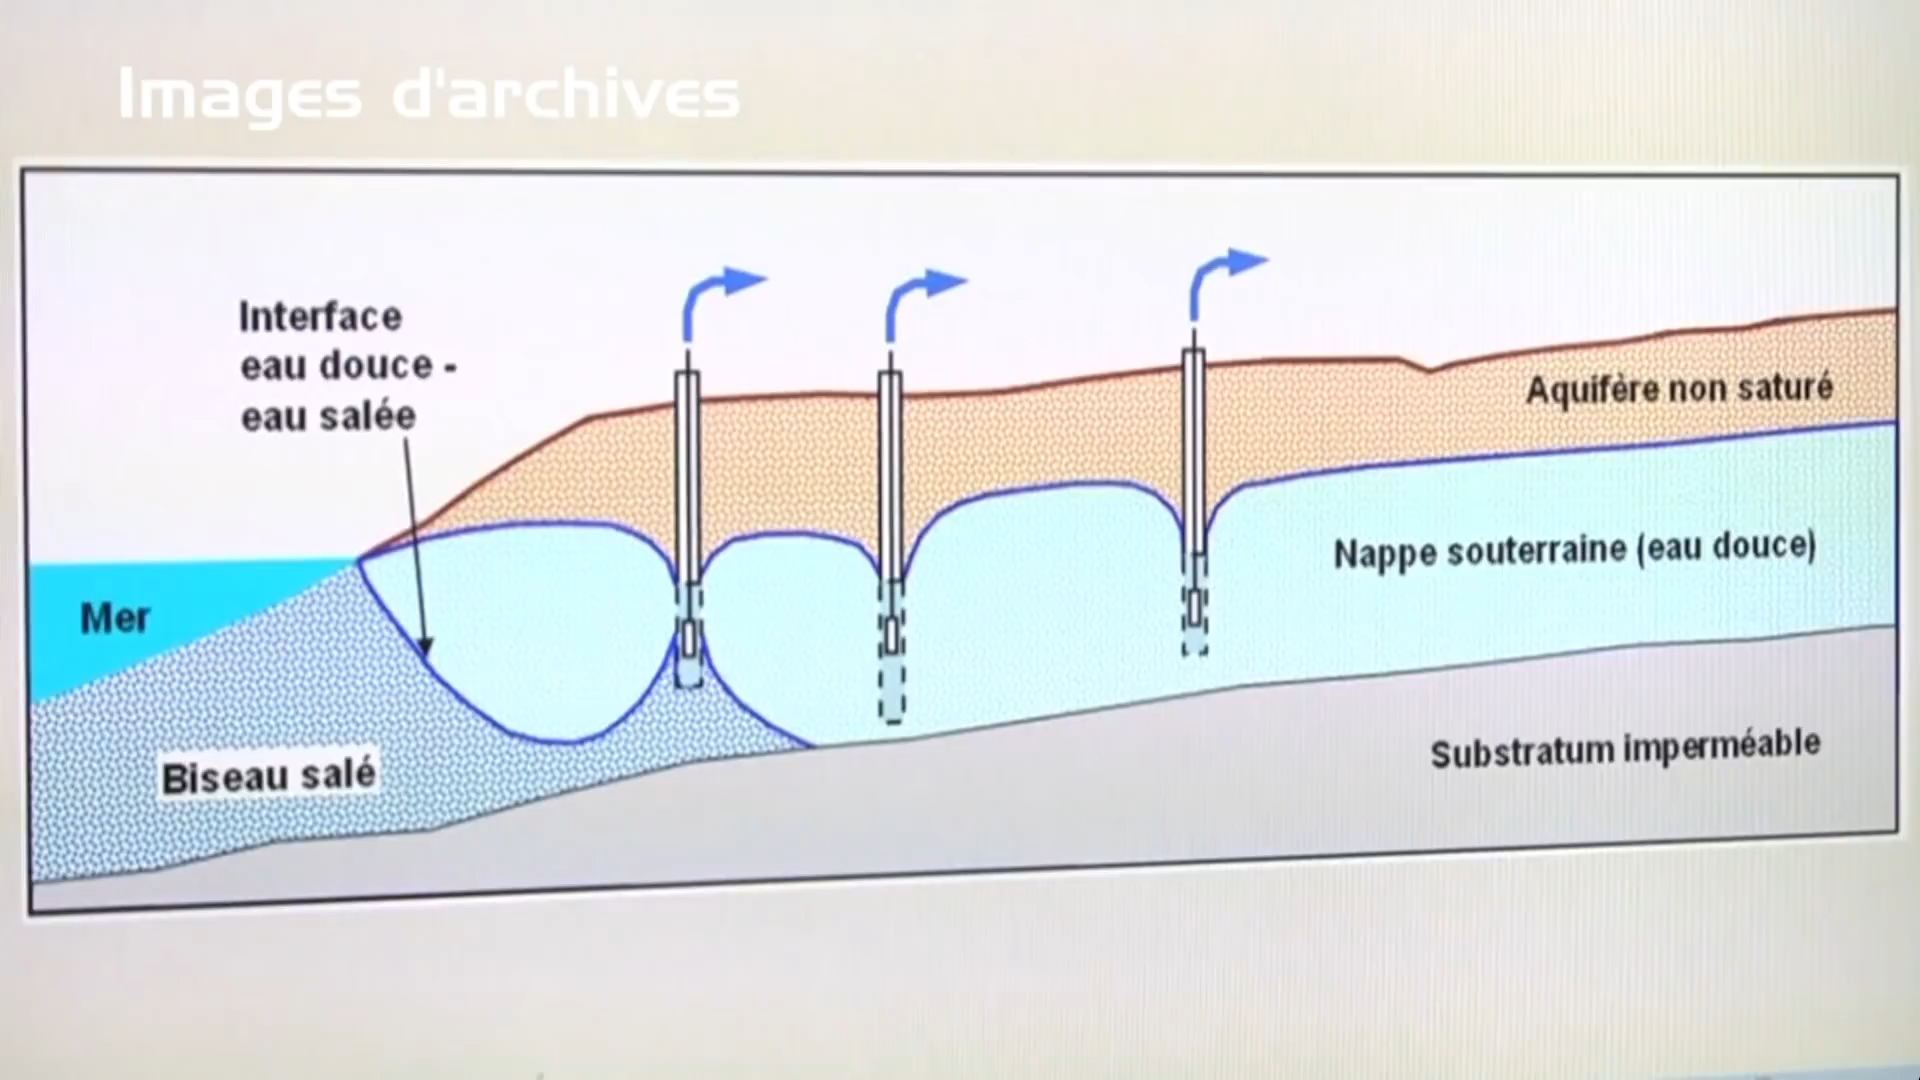 Images d'archives
Interface
eau douce -
eau salée
Aquifère non saturé
Nappe souterraine (eau douce)
Mer
Substratum imperméable
Biseau salé